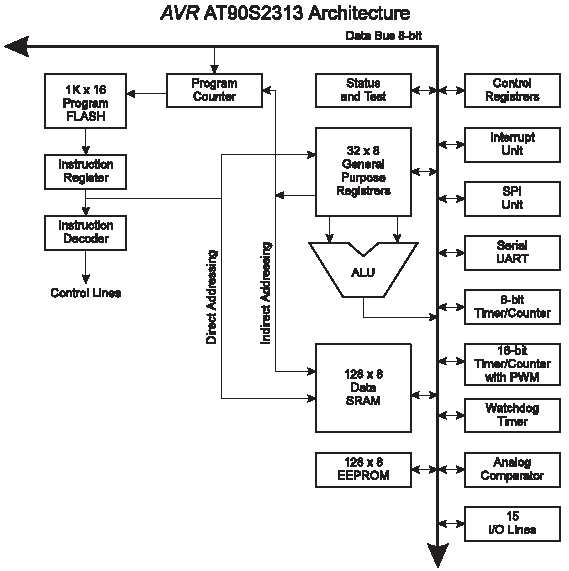 AVR AT90S2313 Architecture
Data Bus 8-bit
1K x 16
Program
FLASH
Program
Counter
Status
and Test
Control
Registrers
Instruction
Register
32 x 8
General
Purpose
Registrers
Interrupt
Unit
SPI
Unit
Instruction
Decoder
ALU
Serial
UART
Control Lines
Direct Addressing
Indirect Addressing
8-bit
Timer/Counter
128 x 8
Data
SRAM
16-bit
Timer/Counter
with PWM
Watchdog
Timer
128 x 8
EEPROM
Analog
Comparator
15
I/O Lines